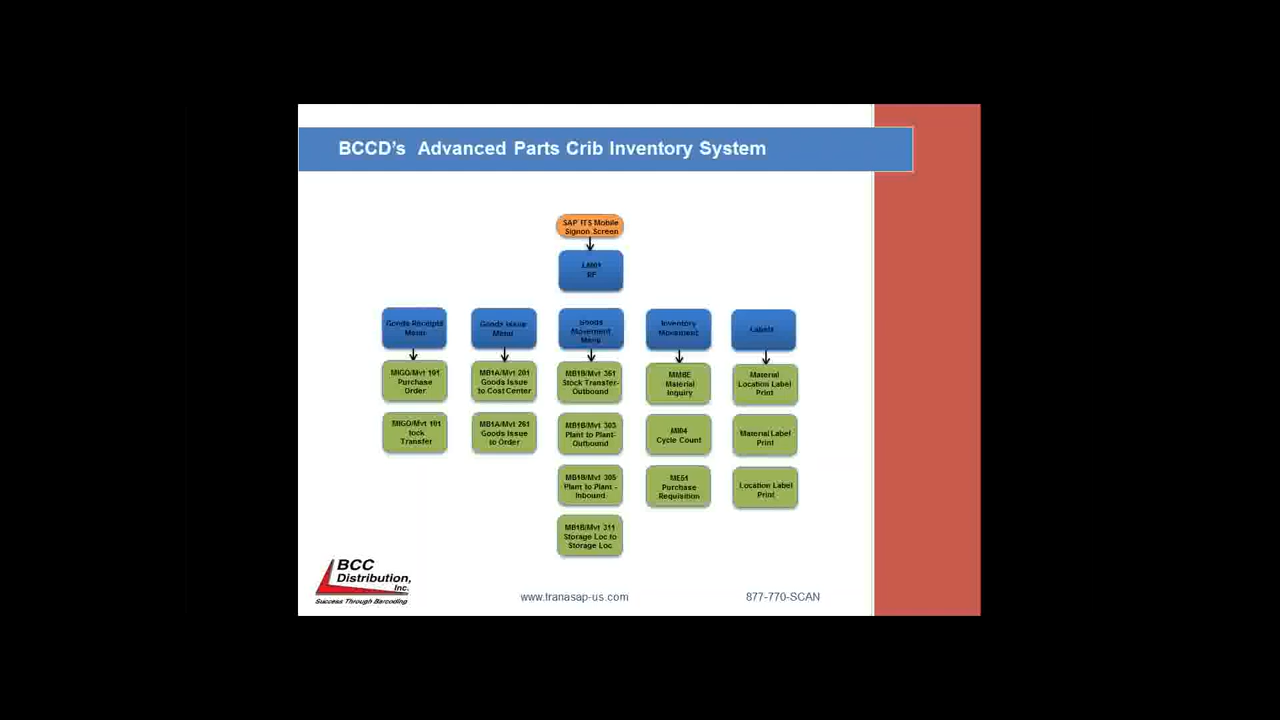 BCCD's Advanced Parts Crib Inventory System
SAP ITS Mobile
Signon Screen
LM01
RF
Goods Receipts
Menu
Goods Issue
Menu
Goods
Movement
Menu
Inventory
Movement
Labels
MIGO/Mvt 101
Purchase
Order
MB1A/Mvt 201
Goods Issue
to Cost Center
MB1B/Mvt 351
Stock Transfer-
Outbound
MMBE
Material
Inquiry
Material
Location Label
Print
MIGO/Mvt 101
tock
Transfer
MB1A/Mvt 261
Goods Issue
to Order
MB1B/Mvt 303
Plant to Plant-
Outbound
MI04
Cycle Count
Material Label
Print
MB1B/Mvt 305
Plant to Plant -
Inbound
ME51
Purchase
Requisition
Location Label
Print
MB1B/Mvt 311
Storage Loc to
Storage Loc
BCC
Distribution,
Inc.
Success Through Barcoding
www.tranasap-us.com
877-770-SCAN